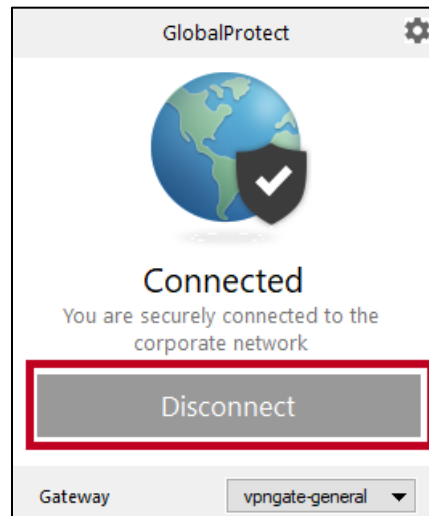 GlobalProtect
Connected
You are securely connected to the
corporate network
Disconnect
Gateway vpngate-general